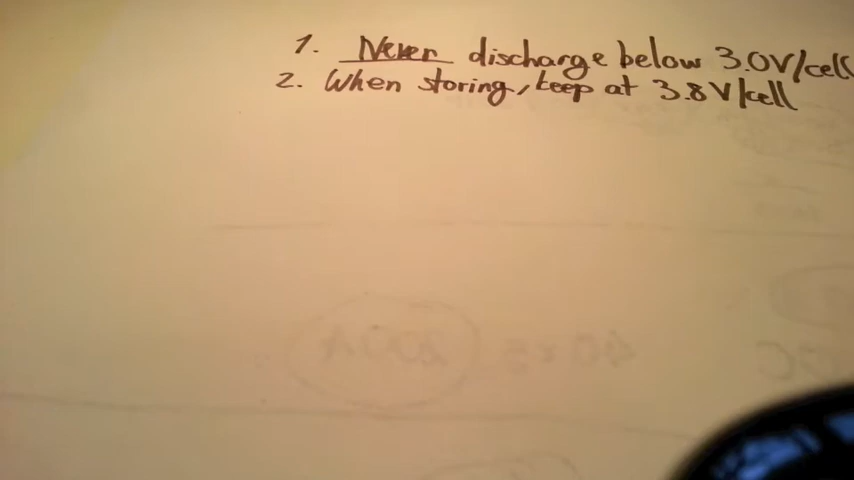 1. Never discharge below 3.0V/cell
2. When storing, keep at 3.8V/cell